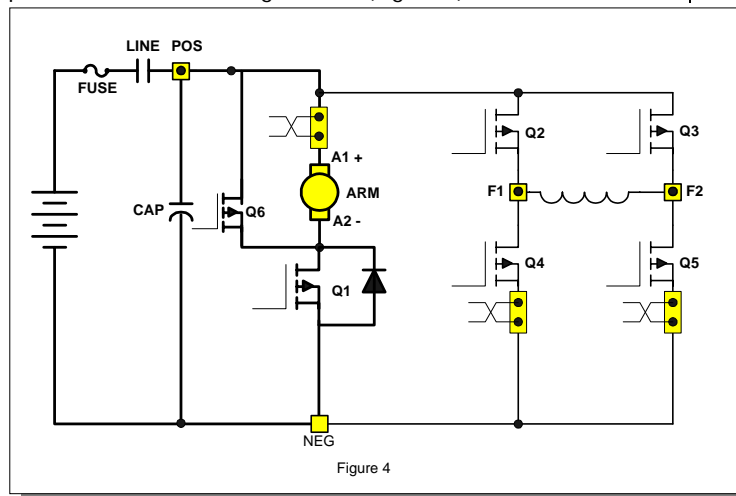 LINE POS
FUSE
Q2
Q3
A1 +
ARM
F1
F2
CAP
Q6
A2 -
Q4
Q5
Q1
NEG
Figure 4